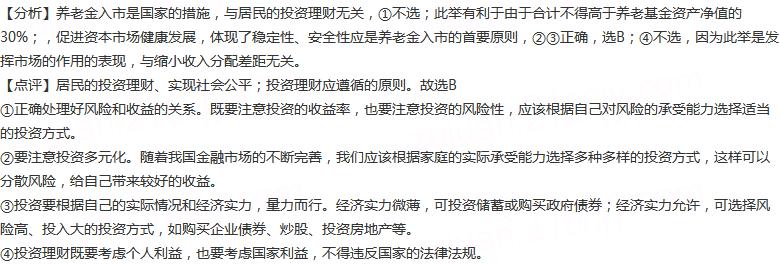 【分析】养老金入市是国家的措施，与居民的投资理财无关，①不选；此举有利于由于合计不得高于养老基金资产净值的
30%；，促进资本市场健康发展，体现了稳定性、安全性应是养老金入市的首要原则，②③正确，选B；④不选，因为此举是发
挥市场的作用的表现，与缩小收入分配差距无关。
【点评】居民的投资理财、实现社会公平；投资理财应遵循的原则。故选B
①正确处理好风险和收益的关系。既要注意投资的收益率，也要注意投资的风险性，应该根据自己对风险的承受能力选择适当
的投资方式。
②要注意投资多元化。随着我国金融市场的不断完善，我们应该根据家庭的实际承受能力选择多种多样的投资方式，这样可以
分散风险，给自己带来较好的收益。
③投资要根据自己的实际情况和经济实力，量力而行。经济实力微薄，可投资储蓄或购买政府债券；经济实力允许，可选择风
险高、投入大的投资方式，如购买企业债券、炒股、投资房地产等。
④投资理财既要考虑个人利益，也要考虑国家利益，不得违反国家的法律法规。